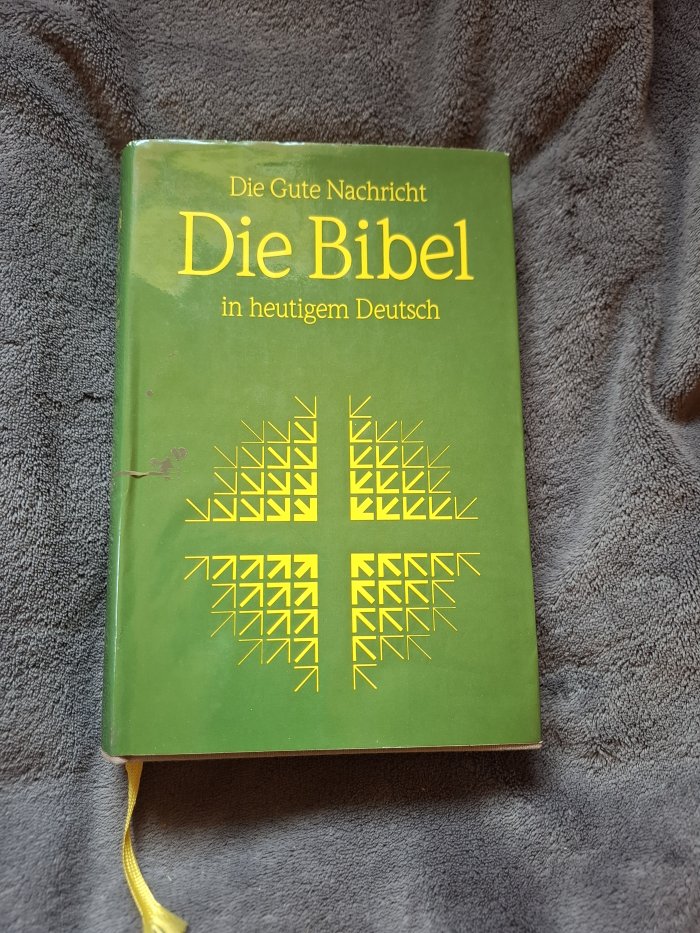 Die Gute Nachricht
Die Bibel
in heutigem Deutsch